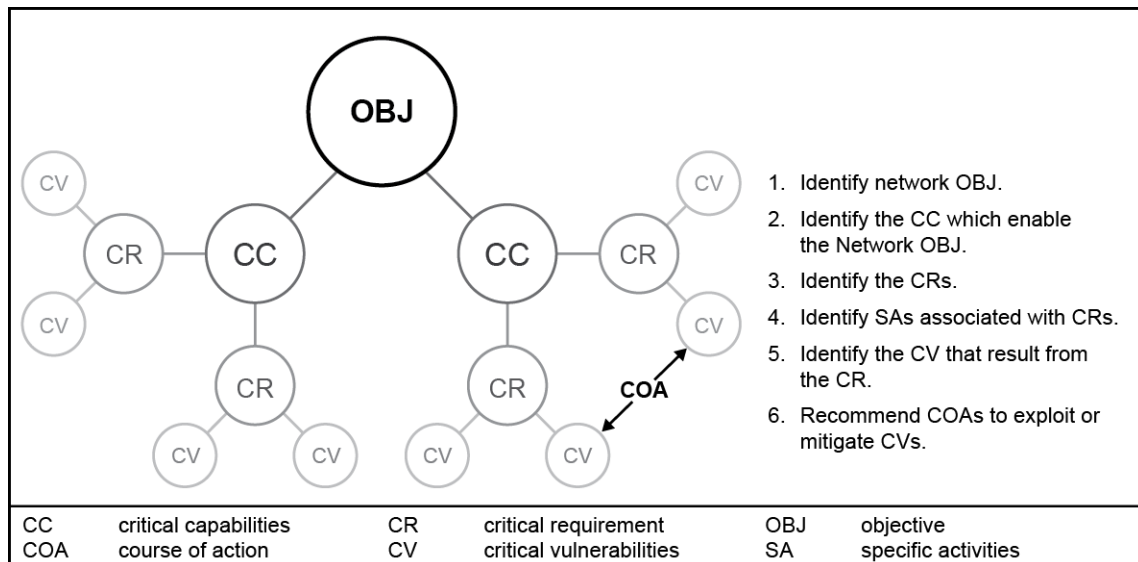 OBJ
CV
CV
CR
CC
CC
CR
CV
CV
CR
CR
COA
CV
CV
CV
CV
1. Identify network OBJ.
2. Identify the CC which enable
the Network OBJ.
3. Identify the CRs.
4. Identify SAs associated with CRs.
5. Identify the CV that result from
the CR.
6. Recommend COAs to exploit or
mitigate CVs.
CC critical capabilities CR critical requirement OBJ objective
COA course of action CV critical vulnerabilities SA specific activities